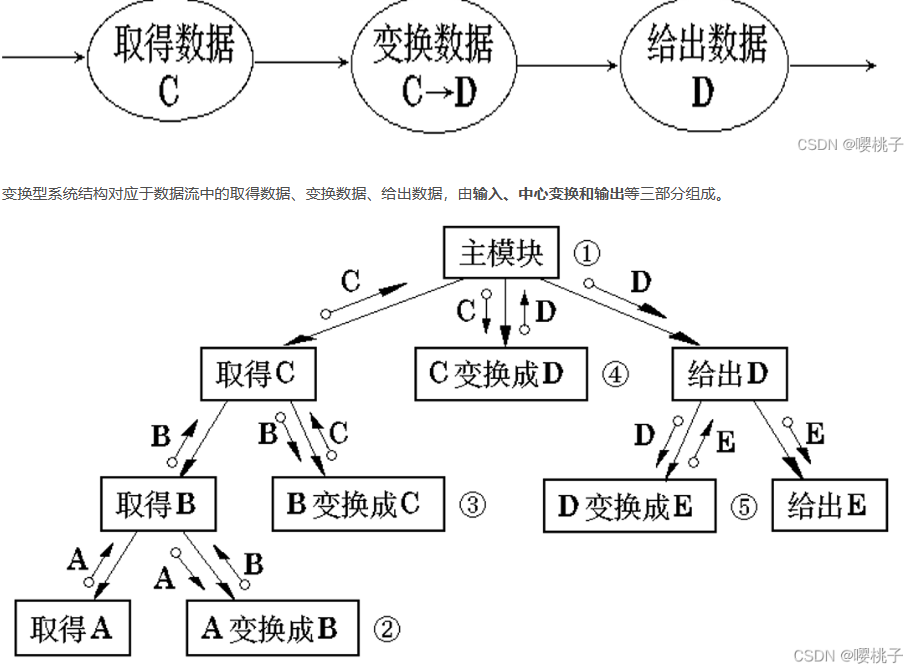 取得数据
C
变换数据
C→D
给出数据
D
CSDN @嘤桃子
变换型系统结构对应于数据流中的取得数据、变换数据、给出数据，由输入、中心变换和输出等三部分组成。
主模块 ①
C
C
D
D
取得C
C变换成D ④
给出D
B
B
C
D
E
E
取得B
B变换成C ③
D变换成E ⑤
给出E
A
A
B
取得A
A变换成B ②
CSDN @嘤桃子